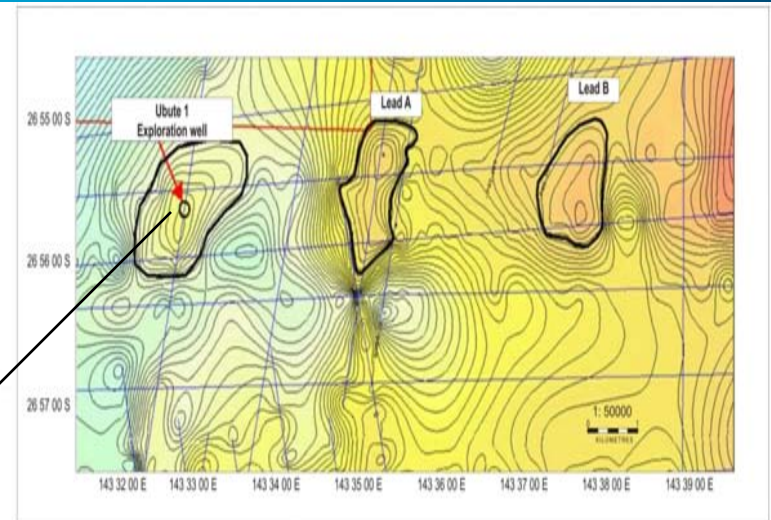 Ubute 1
Exploration well
Lead A
Lead B
26 55 00 S
26 56 00 S
26 57 00 S
1: 50000
KILOMETRES
143 32 00 E
143 33 00 E
143 34 00 E
143 35 00 E
143 36 00 E
143 37 00 E
143 38 00 E
143 39 00 E